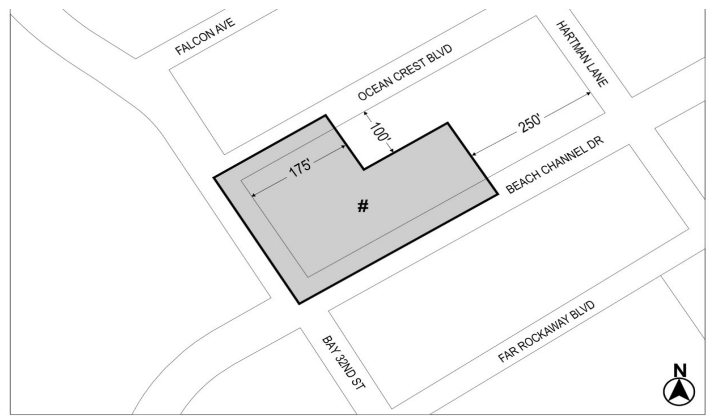 FALCON AVE
OCEAN CREST BLVD
HARTMAN LANE
100'
250'
175'
BEACH CHANNEL DR
#
FAR ROCKAWAY BLVD
BAY 32ND ST
N